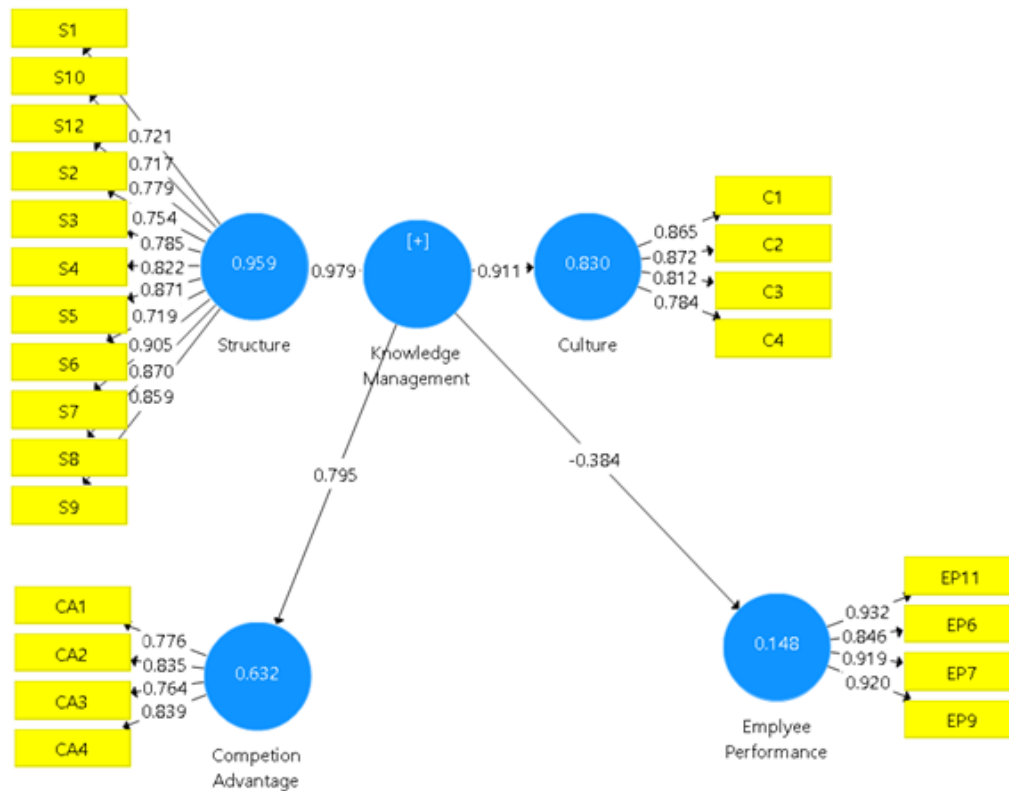 S1
S10
S12
S2
S3
S4
S5
S6
S7
S8
S9
0.721
0.717
0.779
0.754
0.785
0.822
0.871
0.719
0.905
0.870
0.859
0.959
Structure
0.979
[+]
Knowledge
Management
0.911
0.830
Culture
0.865
0.872
0.812
0.784
C1
C2
C3
C4
0.795
-0.384
CA1
CA2
CA3
CA4
0.776
0.835
0.764
0.839
0.632
Competion
Advantage
0.148
Emplyee
Performance
0.932
0.846
0.919
0.920
EP11
EP6
EP7
EP9